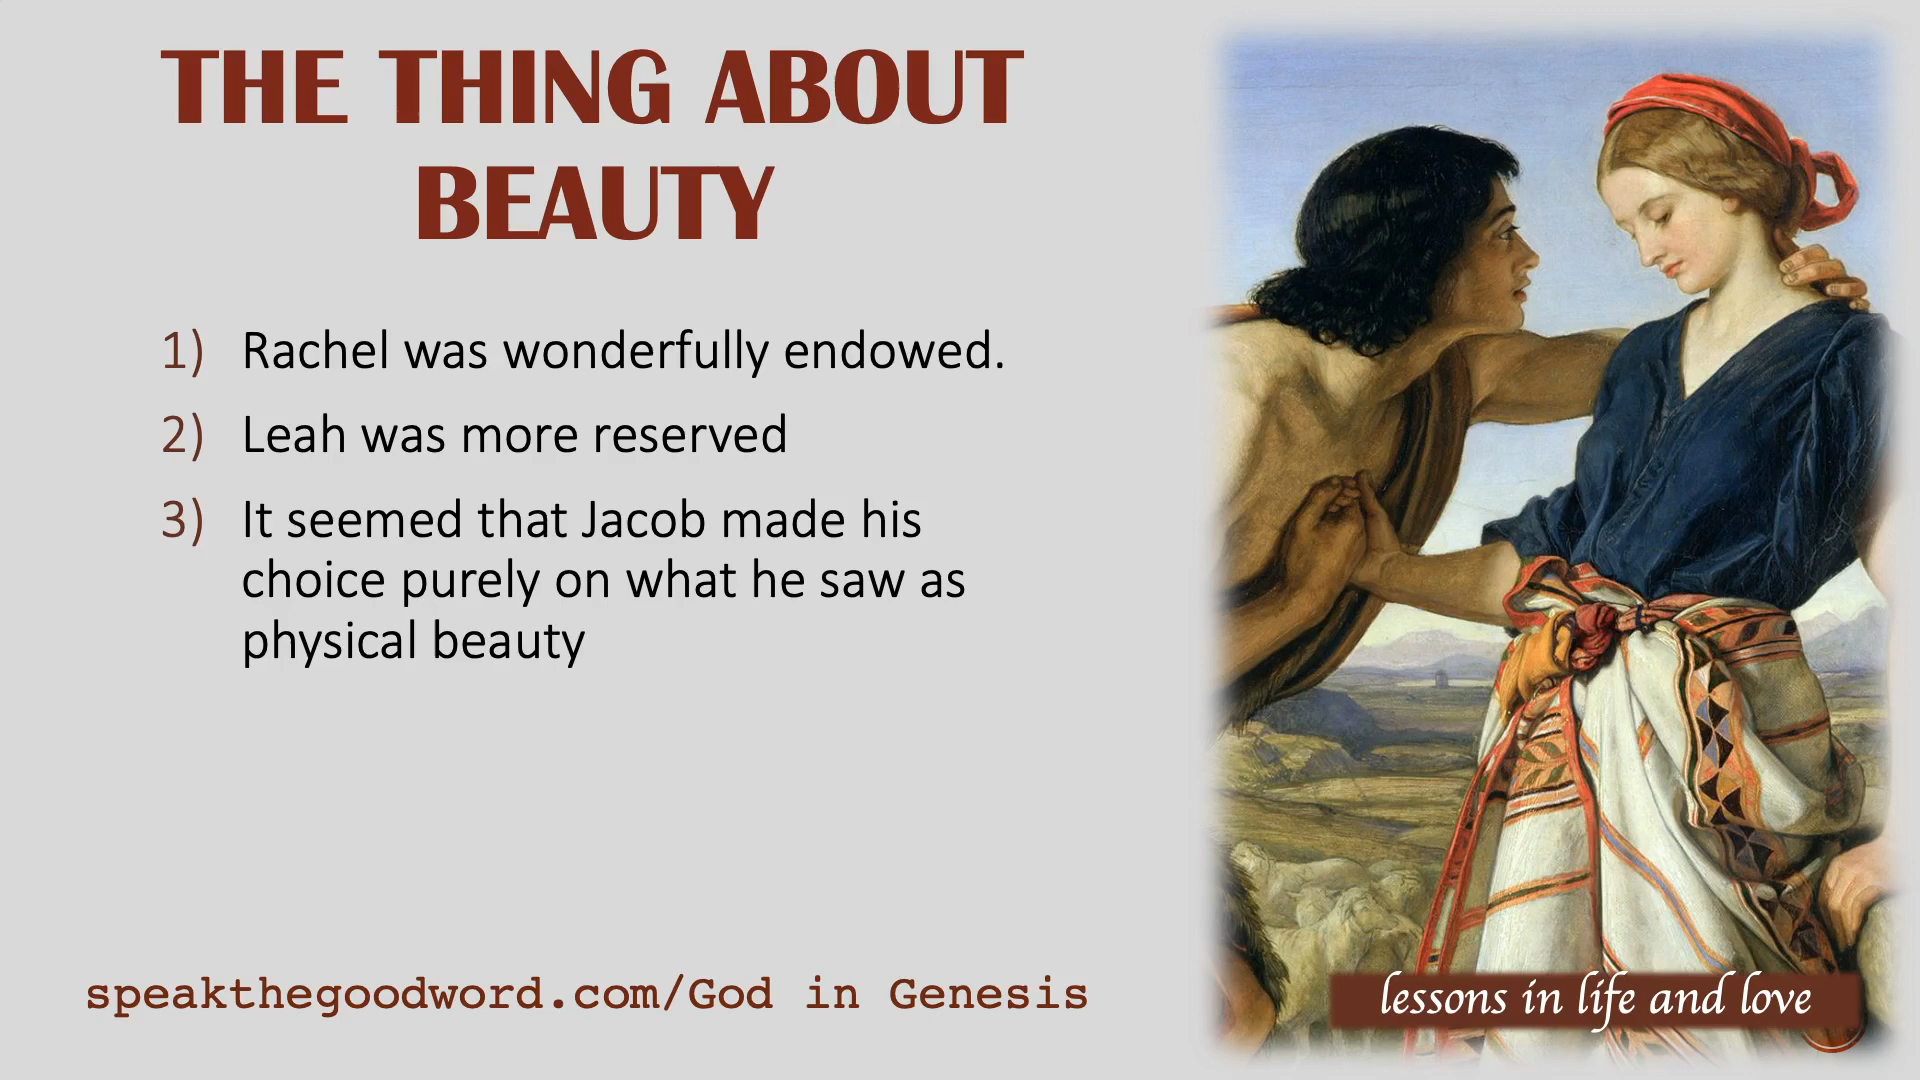 THE THING ABOUT
BEAUTY
1) Rachel was wonderfully endowed.
2) Leah was more reserved
3) It seemed that Jacob made his
choice purely on what he saw as
physical beauty
speakthegoodword.com/God in Genesis
lessons in life and love